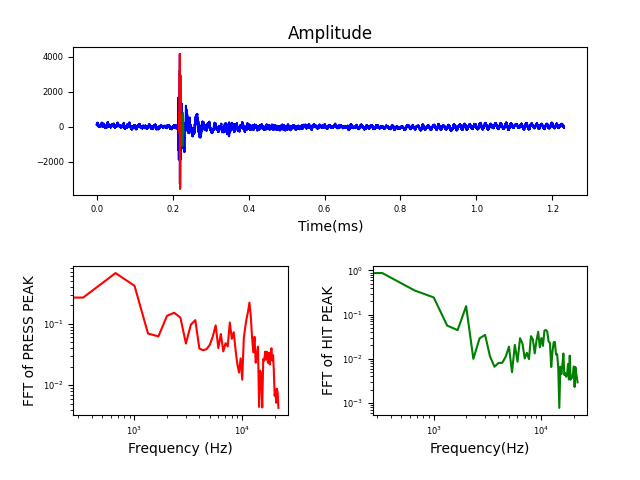 Amplitude
4000
2000
0
−2000
0.0 0.2 0.4 0.6 0.8 1.0 1.2
Time(ms)
FFT of PRESS PEAK
10⁻¹
10⁻²
10³ 10⁴
Frequency (Hz)
FFT of HIT PEAK
10⁰
10⁻¹
10⁻²
10⁻³
10³ 10⁴
Frequency(Hz)